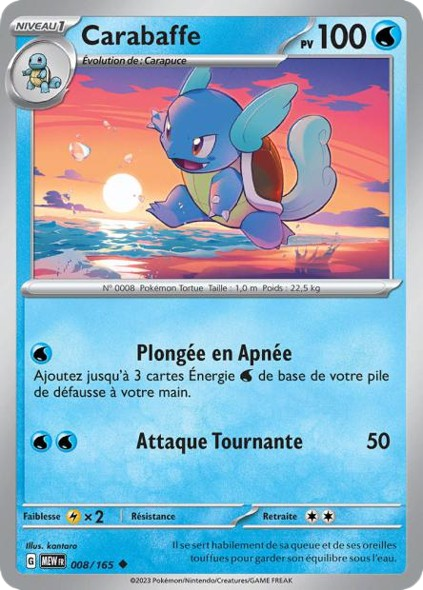 NIVEAU 1
Carabaffe
PV 100
Évolution de : Carapuce
N° 0008 Pokémon Tortue Taille : 1,0 m Poids : 22,5 kg
Plongée en Apnée
Ajoutez jusqu'à 3 cartes Énergie de base de votre pile
de défausse à votre main.
Attaque Tournante 50
Faiblesse ×2 Résistance Retraite
Illus. kantaro
G MEW FR 008/165
Il se sert habilement de sa queue et de ses oreilles
touffues pour garder son équilibre sous l'eau.
©2023 Pokémon/Nintendo/Creatures/GAME FREAK